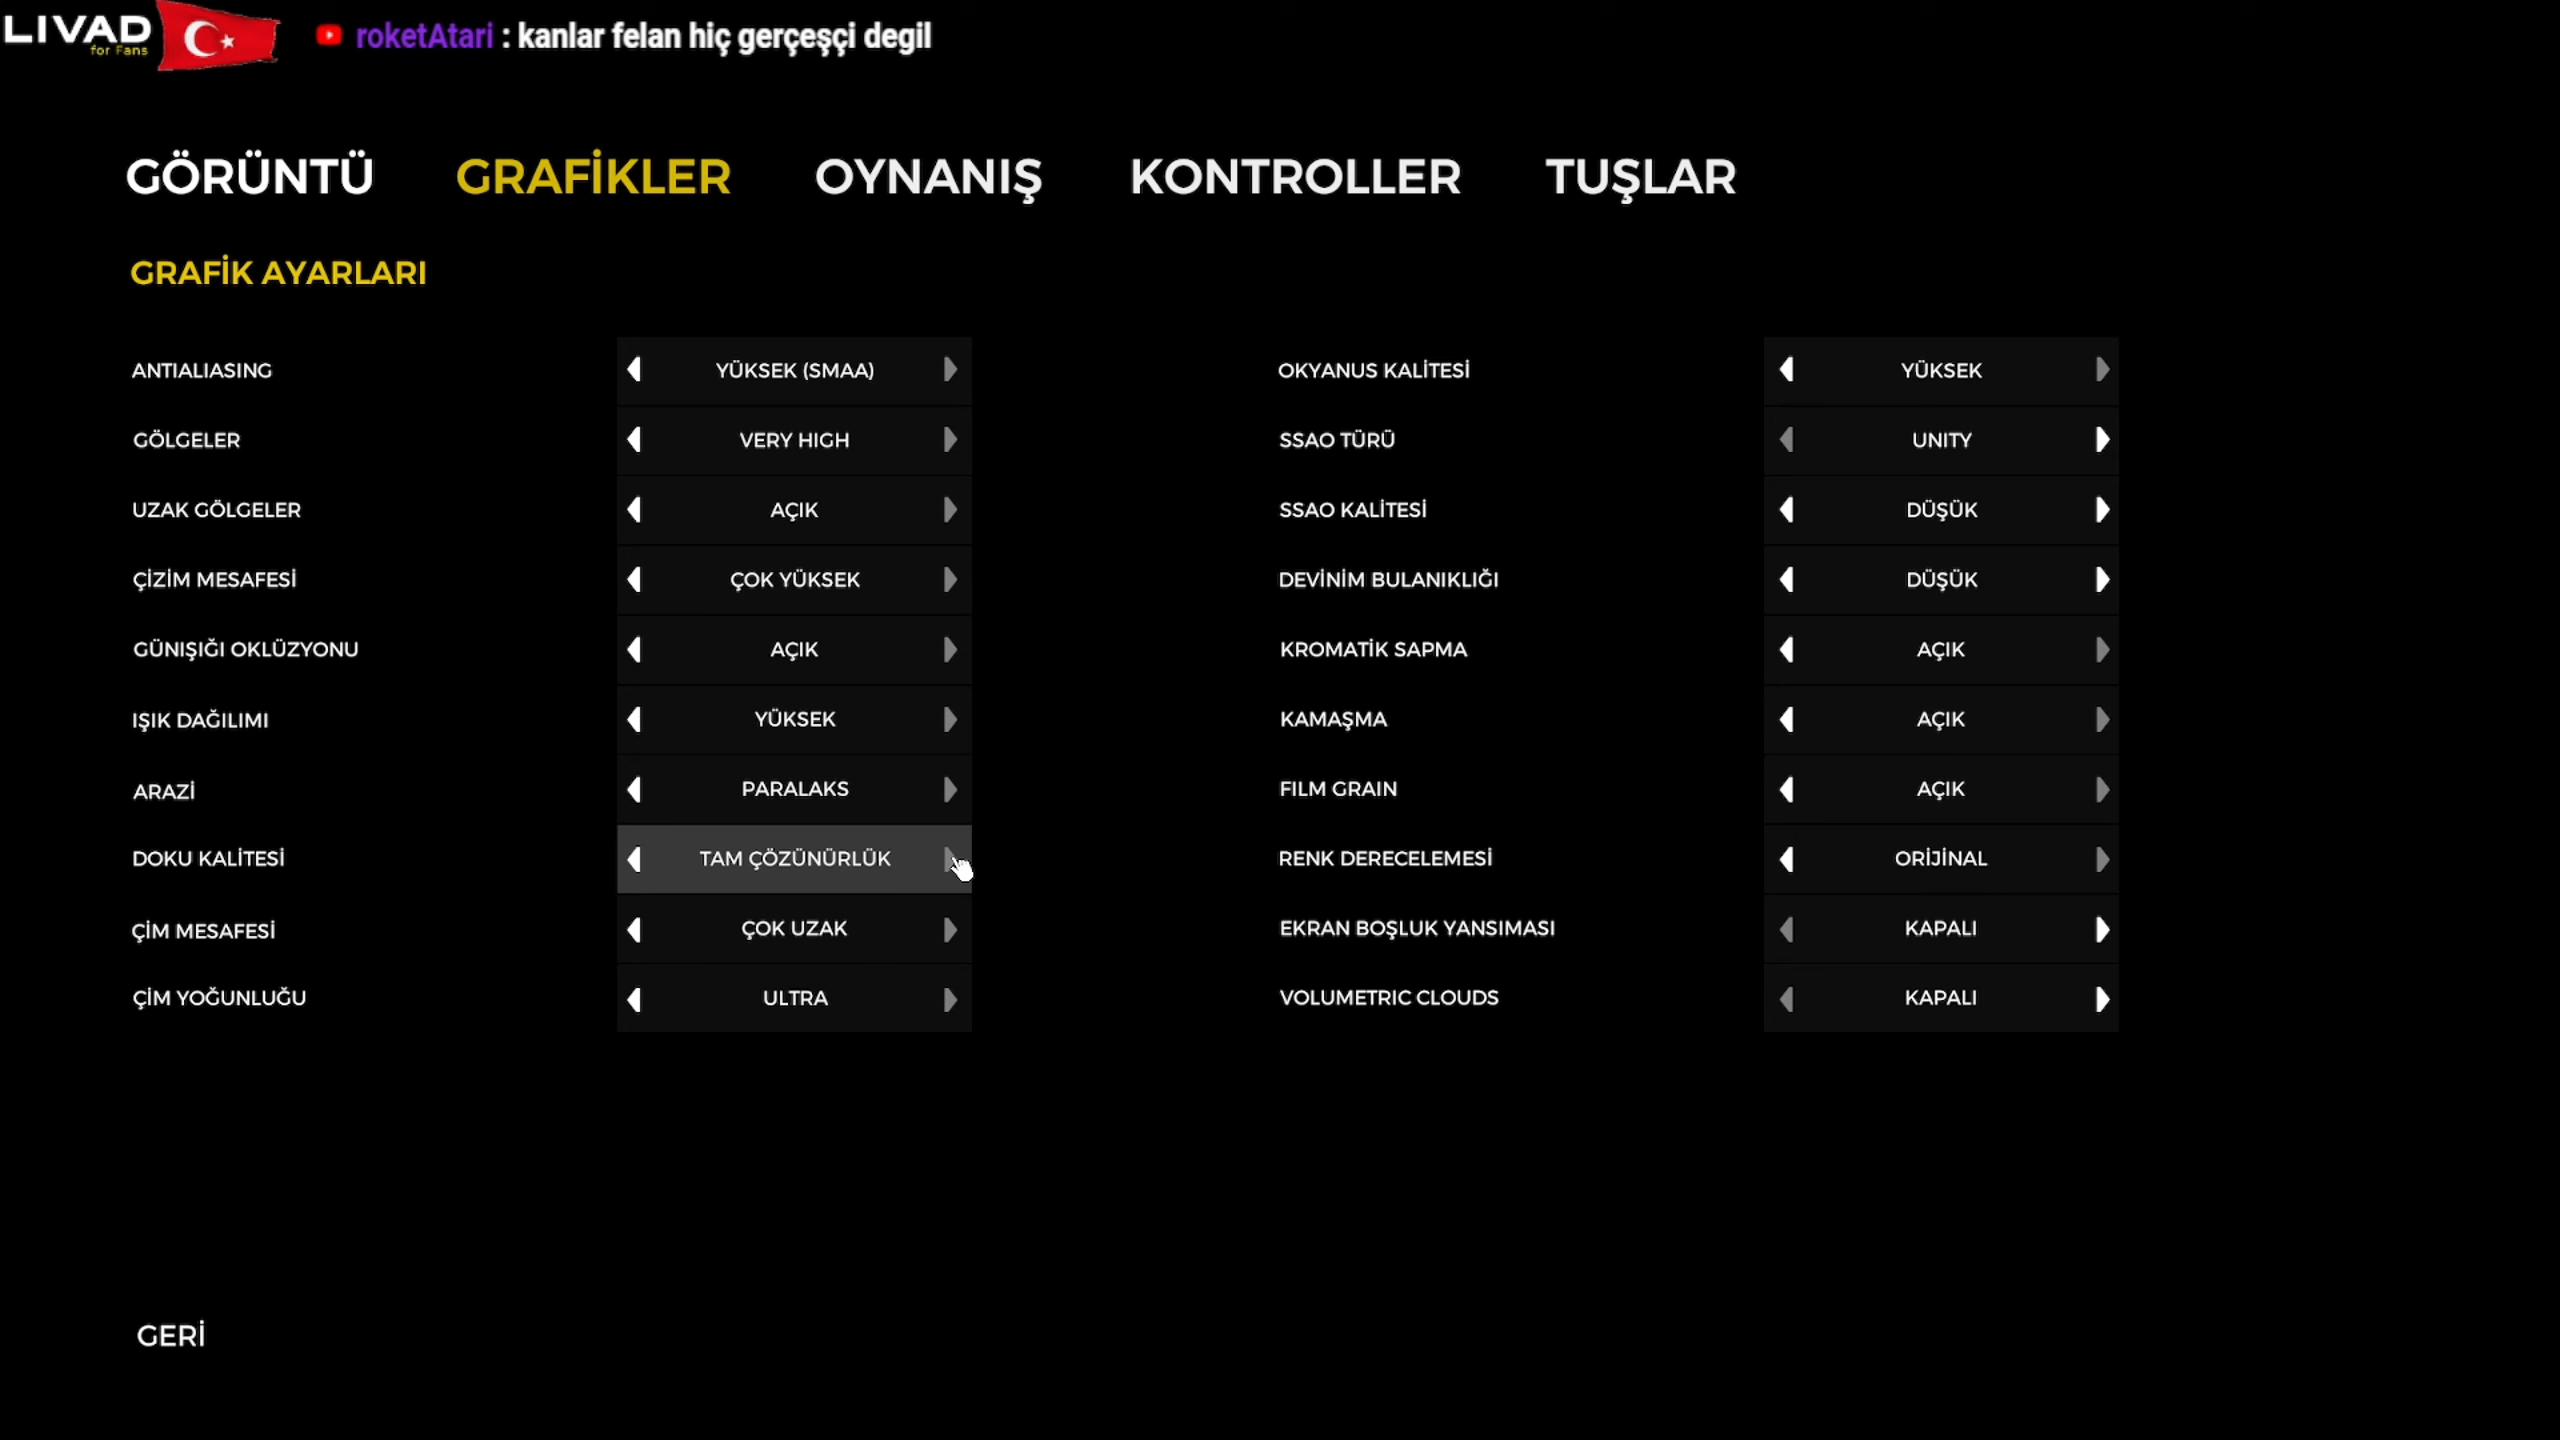 LIVAD
for Fans
roketAtari : kanlar felan hiç gerçeşçi degil
GÖRÜNTÜ GRAFİKLER OYNANIŞ KONTROLLER TUŞLAR
GRAFİK AYARLARI
ANTIALIASING YÜKSEK (SMAA)
GÖLGELER VERY HIGH
UZAK GÖLGELER AÇIK
ÇİZİM MESAFESİ ÇOK YÜKSEK
GÜNIŞIĞI OKLÜZYONU AÇIK
IŞIK DAĞILIMI YÜKSEK
ARAZİ PARALAKS
DOKU KALİTESİ TAM ÇÖZÜNÜRLÜK
ÇİM MESAFESİ ÇOK UZAK
ÇİM YOĞUNLUĞU ULTRA
OKYANUS KALİTESİ YÜKSEK
SSAO TÜRÜ UNITY
SSAO KALİTESİ DÜŞÜK
DEVİNİM BULANIKLIĞI DÜŞÜK
KROMATİK SAPMA AÇIK
KAMAŞMA AÇIK
FILM GRAIN AÇIK
RENK DERECELEMESİ ORİJİNAL
EKRAN BOŞLUK YANSIMASI KAPALI
VOLUMETRIC CLOUDS KAPALI
GERİ